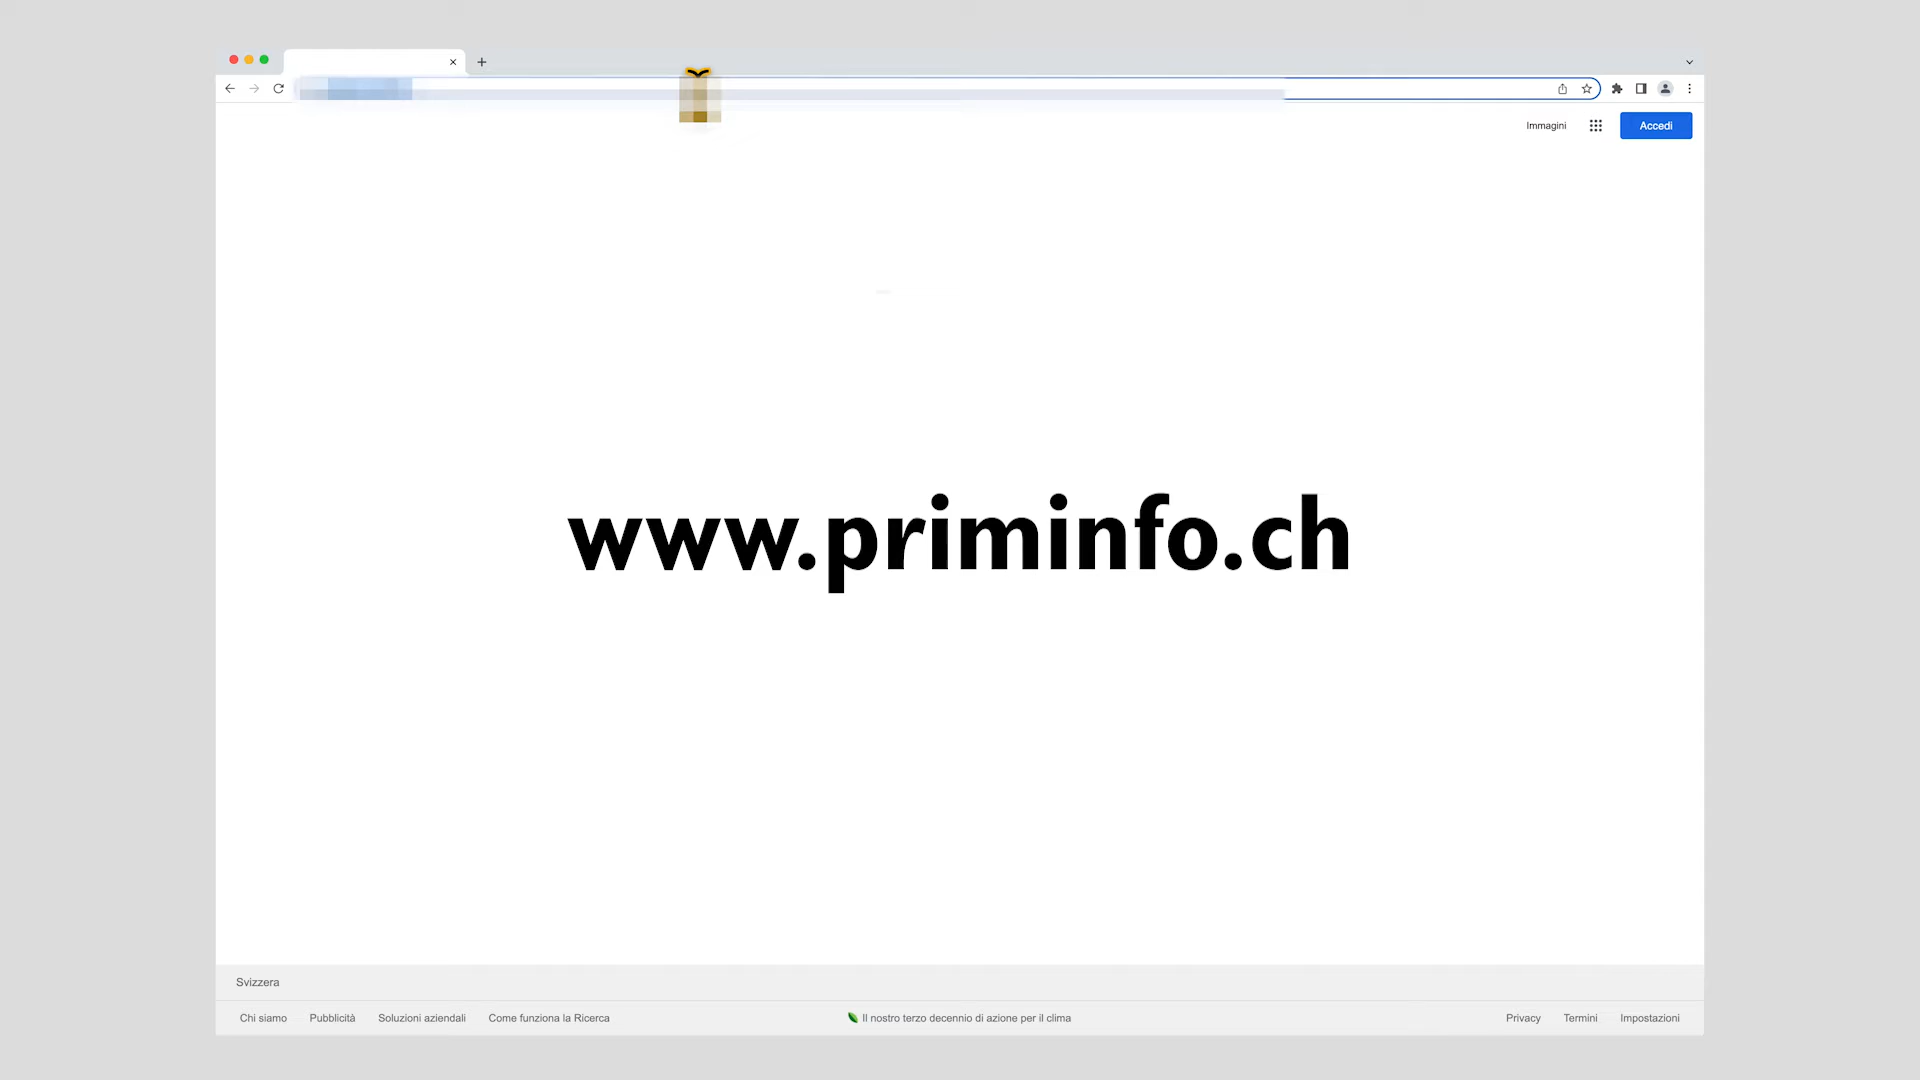 Immagini
Accedi
www.priminfo.ch
Svizzera
Chi siamo Pubblicità Soluzioni aziendali Come funziona la Ricerca Il nostro terzo decennio di azione per il clima Privacy Termini Impostazioni